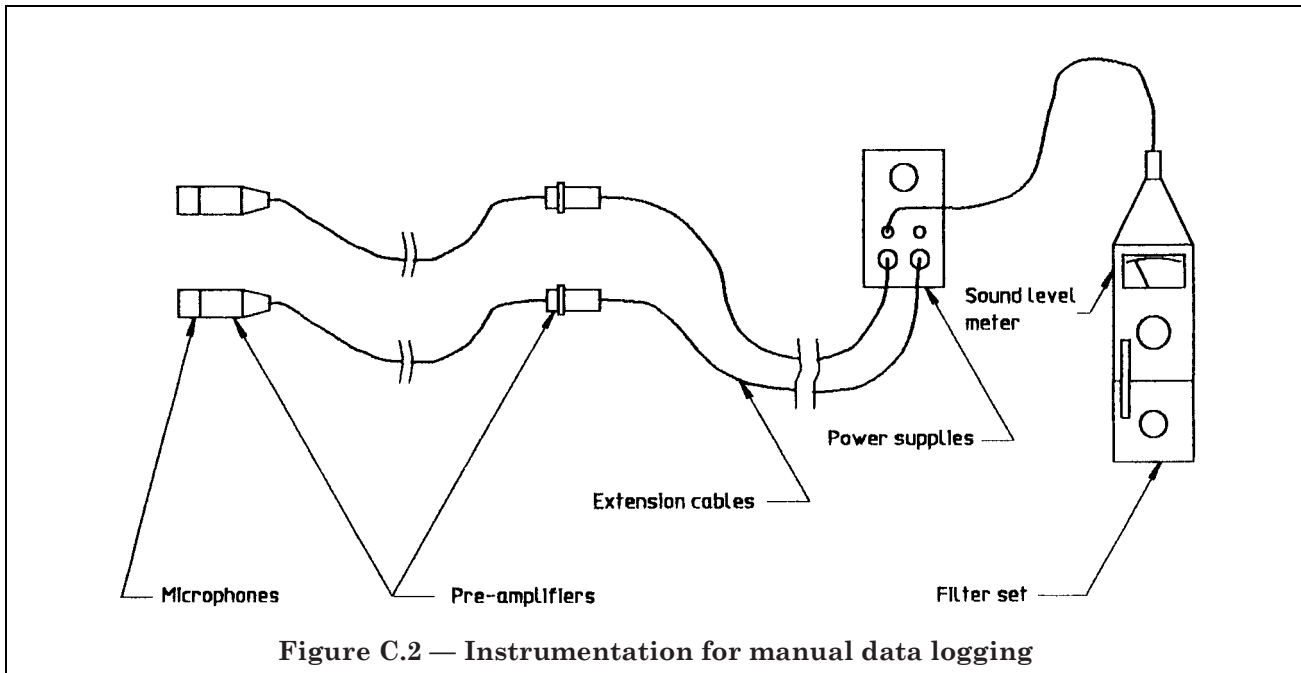 Sound level
meter
Power supplies
Extension cables
Microphones
Pre-amplifiers
Filter set
Figure C.2 — Instrumentation for manual data logging